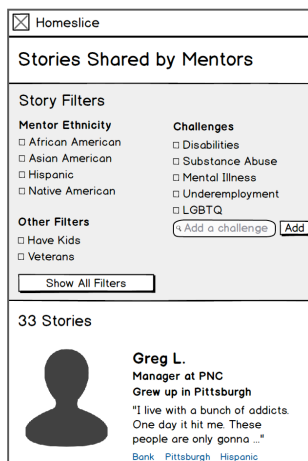 Homeslice
Stories Shared by Mentors
Story Filters
Mentor Ethnicity
African American
Asian American
Hispanic
Native American
Other Filters
Have Kids
Veterans
Challenges
Disabilities
Substance Abuse
Mental Illness
Underemployment
LGBTQ
Add a challenge Add
Show All Filters
33 Stories
Greg L.
Manager at PNC
Grew up in Pittsburgh
"I live with a bunch of addicts.
One day it hit me. These
people are only gonna ..."
Bank Pittsburgh Hispanic